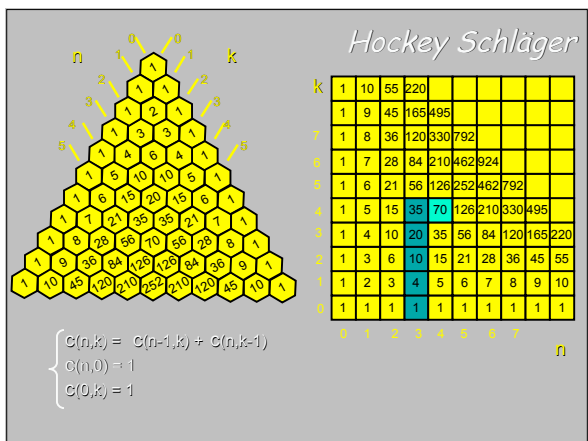 Hockey Schläger
n k
0 0
1 1
2 2
3 3
4 4
5 5
1
1 1
1 2 1
1 3 3 1
1 4 6 4 1
1 5 10 10 5 1
1 6 15 20 15 6 1
1 7 21 35 35 21 7 1
1 8 28 56 70 56 28 8 1
1 9 36 84 126 126 84 36 9 1
1 10 45 120 210 252 210 120 45 10 1
k 1 10 55 220
1 9 45 165 495
7 1 8 36 120 330 792
6 1 7 28 84 210 462 924
5 1 6 21 56 126 252 462 792
4 1 5 15 35 70 126 210 330 495
3 1 4 10 20 35 56 84 120 165 220
2 1 3 6 10 15 21 28 36 45 55
1 1 2 3 4 5 6 7 8 9 10
0 1 1 1 1 1 1 1 1 1 1
0 1 2 3 4 5 6 7
n
C(n,k) = C(n-1,k) + C(n,k-1)
C(n,0) = 1
C(0,k) = 1